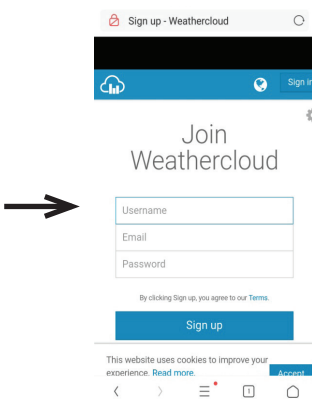 Sign up - Weathercloud
Sign in
Join
Weathercloud
Username
Email
Password
By clicking Sign up, you agree to our Terms.
Sign up
This website uses cookies to improve your
experience. Read more.
Accept
1